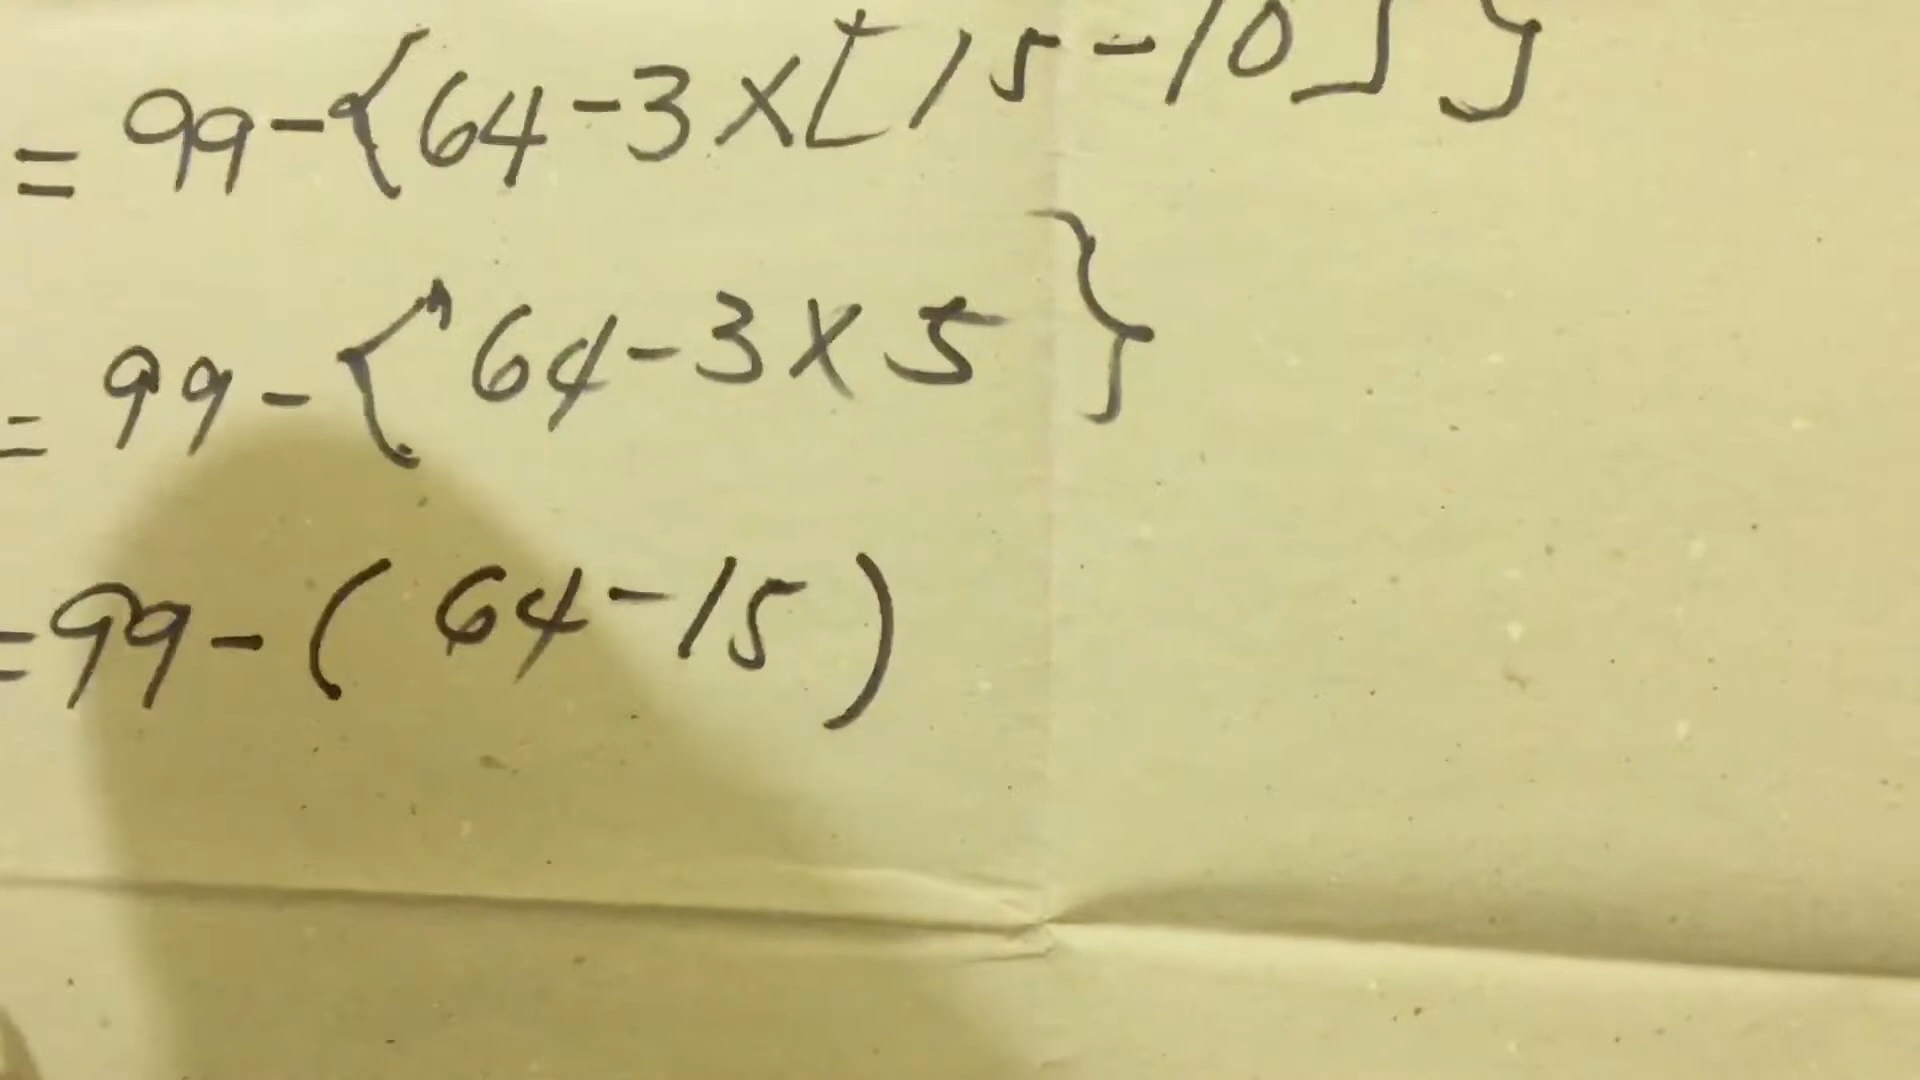 = 99-{64-3×[15-10]}
= 99-{64-3×5}
=99-(64-15)